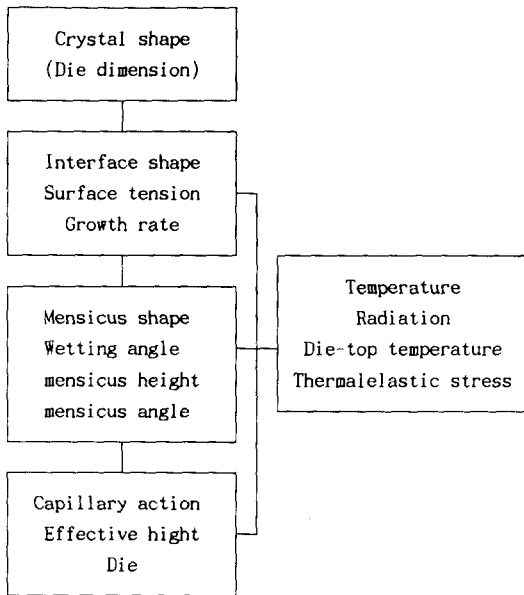 Crystal shape
(Die dimension)
Interface shape
Surface tension
Growth rate
Mensicus shape
Wetting angle
mensicus height
mensicus angle
Capillary action
Effective hight
Die
Temperature
Radiation
Die-top temperature
Thermalelastic stress